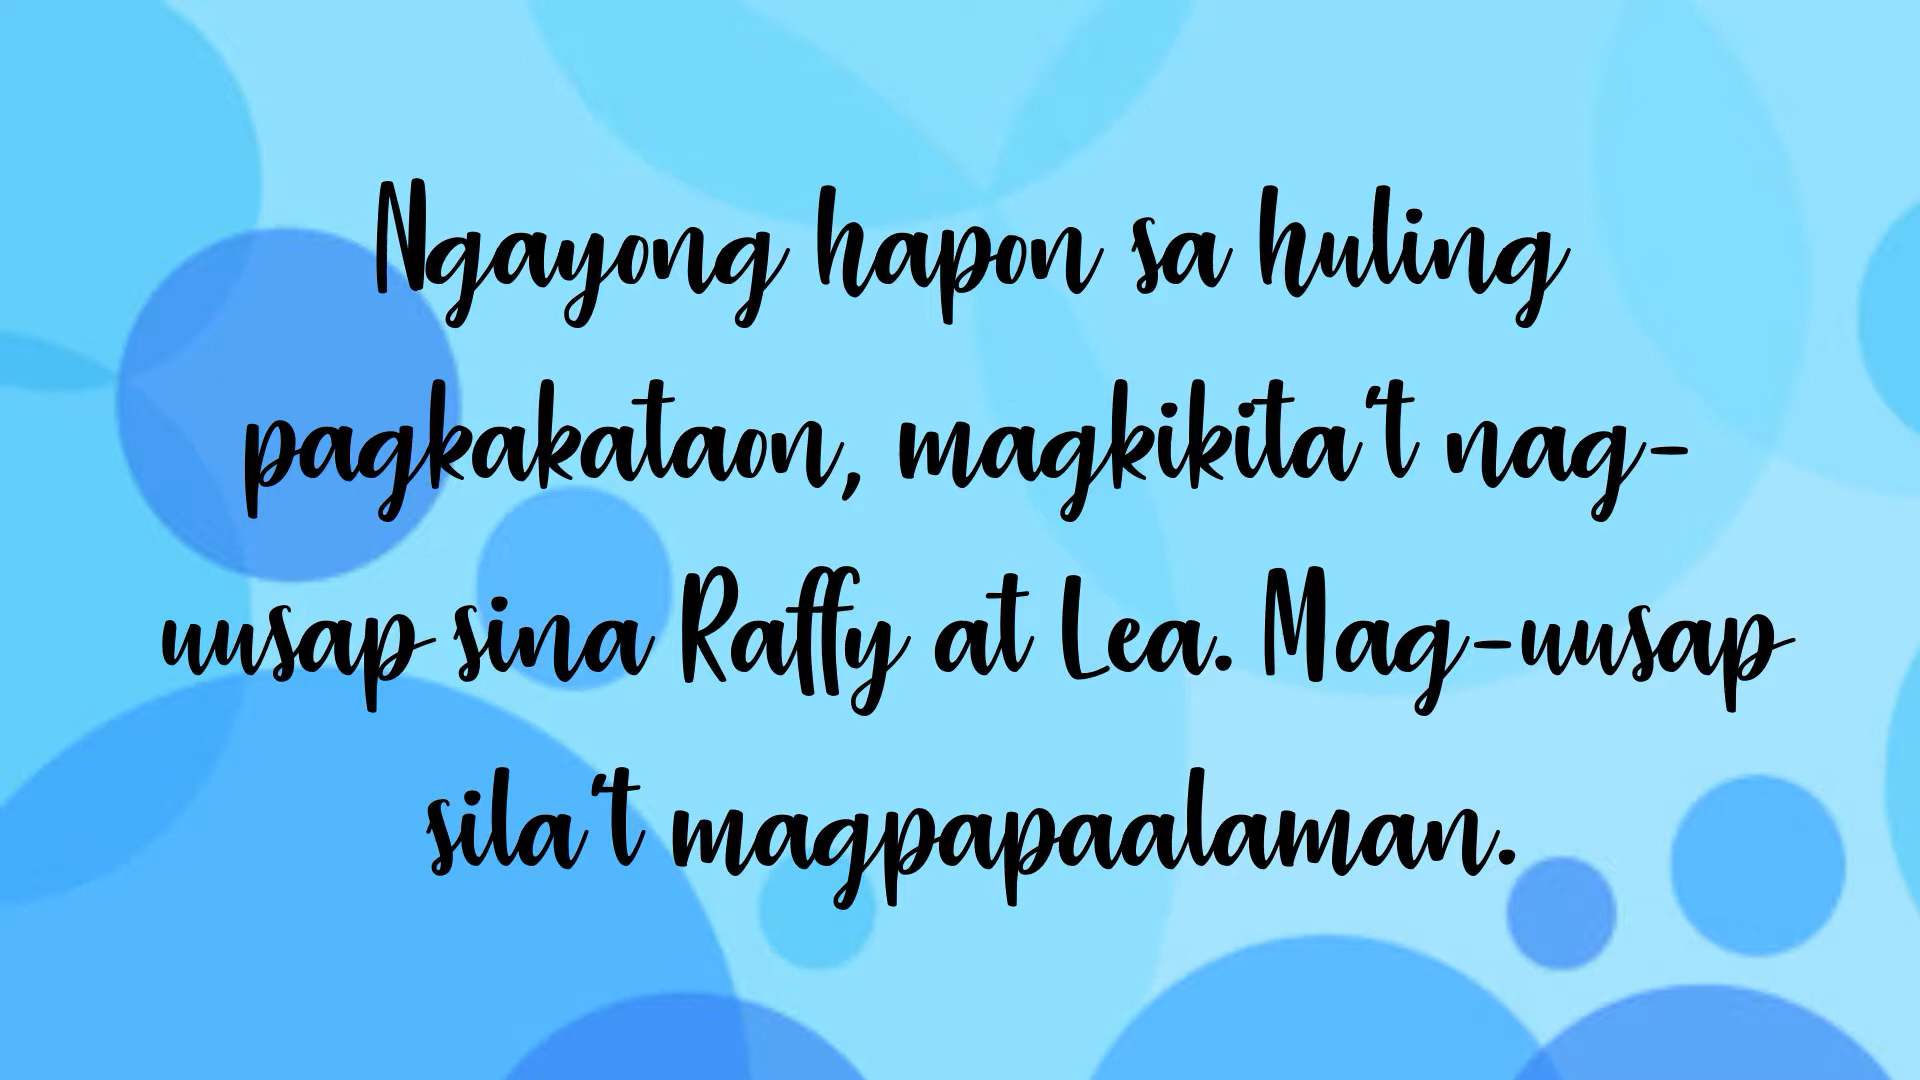 Ngayong hapon sa huling
pagkakataon, magkikita't nag-
uusap sina Raffy at Lea. Mag-uusap
sila't magpapaalaman.